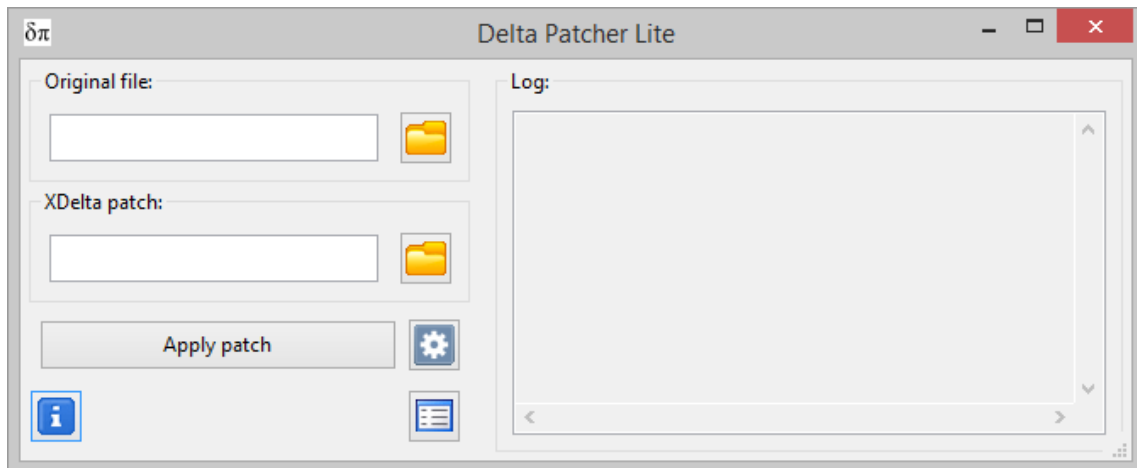 δπ
Delta Patcher Lite
Original file:
XDelta patch:
Apply patch
Log: